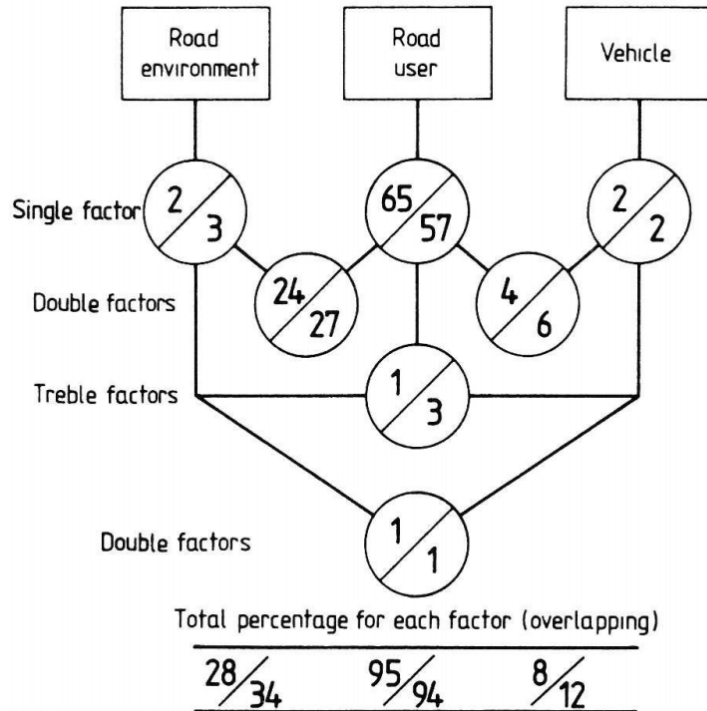 Road environment
Road user
Vehicle
Single factor
2/3
65/57
2/2
Double factors
24/27
4/6
Treble factors
1/3
Double factors
1/1
Total percentage for each factor (overlapping)
28/34
95/94
8/12